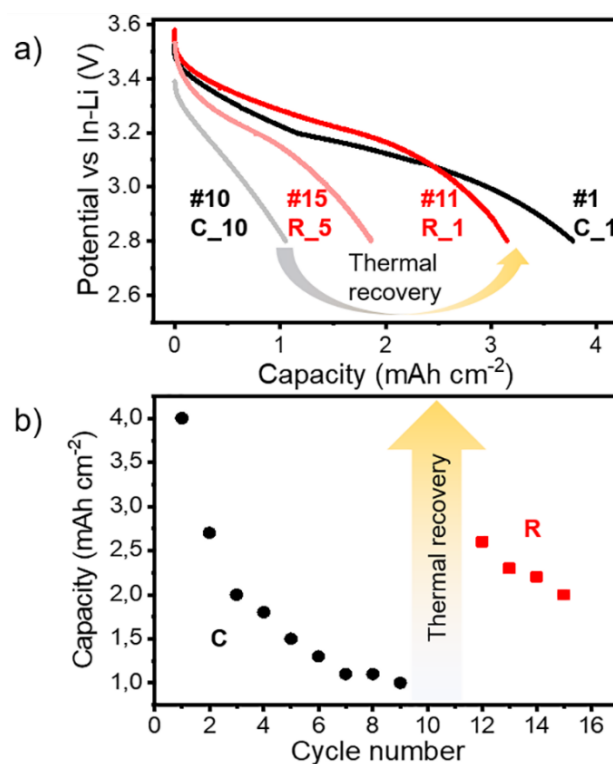 a)
Potential vs In-Li (V)
3.6
3.4
3.2
3.0
2.8
2.6
#10 #15 #11 #1
C_10 R_5 R_1 C_1
Thermal
recovery
0 1 2 3 4
Capacity (mAh cm⁻²)
b)
Capacity (mAh cm⁻²)
4,0
3,5
3,0
2,5
2,0
1,5
1,0
C
Thermal recovery
R
0 2 4 6 8 10 12 14 16
Cycle number